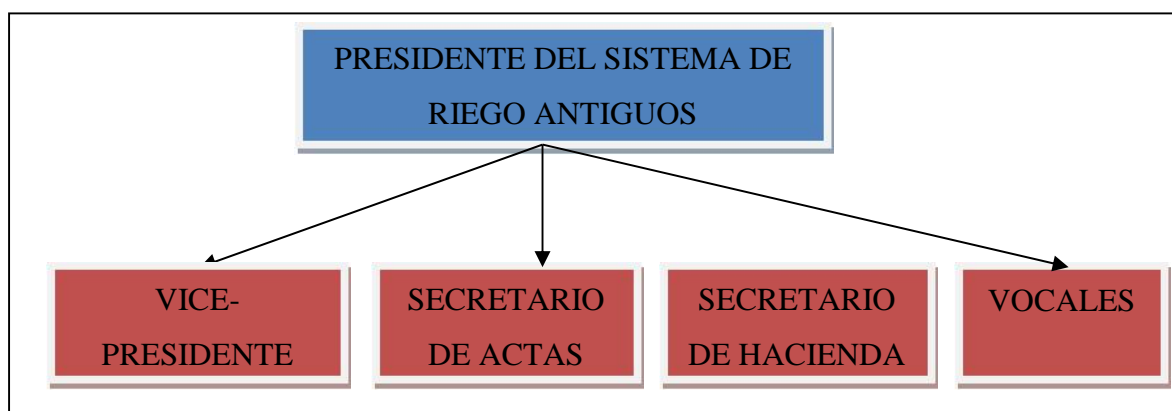 PRESIDENTE DEL SISTEMA DE
RIEGO ANTIGUOS
VICE-
PRESIDENTE
SECRETARIO
DE ACTAS
SECRETARIO
DE HACIENDA
VOCALES